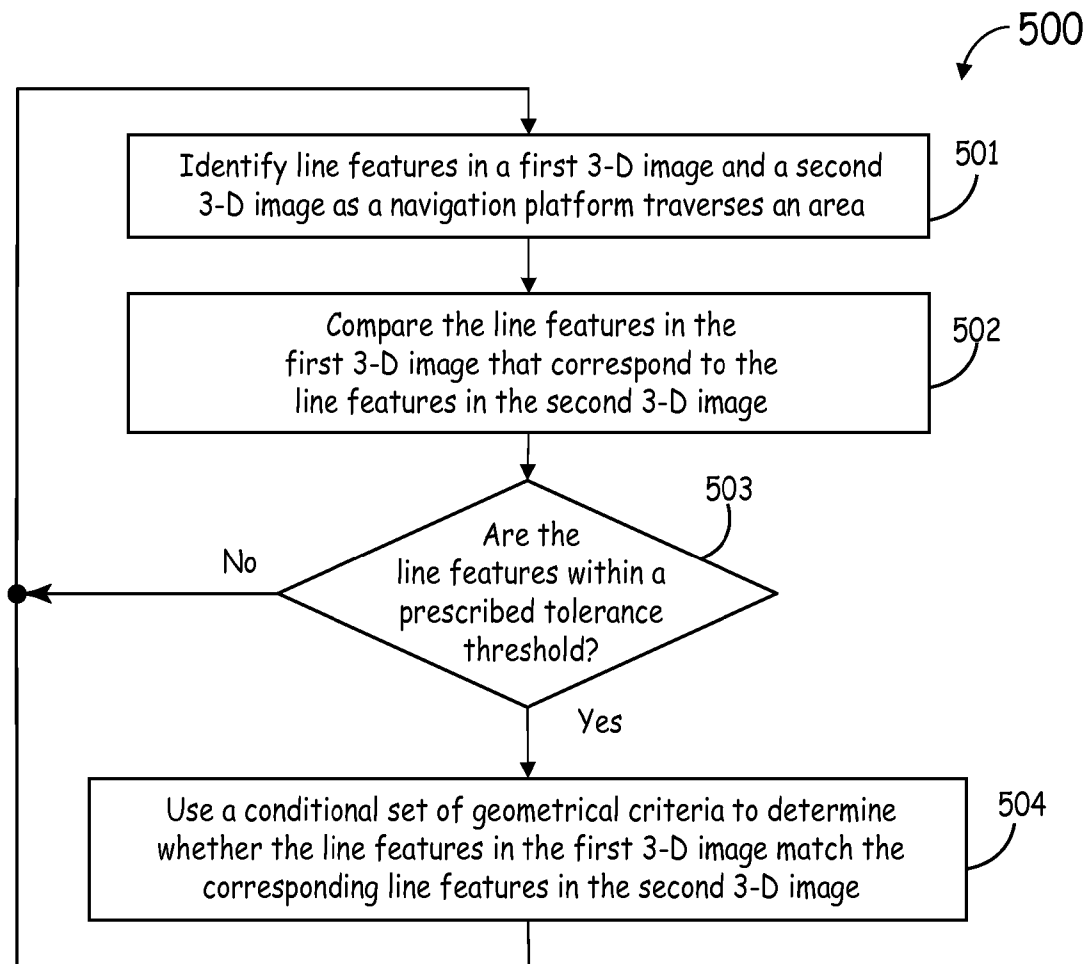 500
Identify line features in a first 3-D image and a second
3-D image as a navigation platform traverses an area
501
Compare the line features in the
first 3-D image that correspond to the
line features in the second 3-D image
502
503
Are the
line features within a
prescribed tolerance
threshold?
No
Yes
Use a conditional set of geometrical criteria to determine
whether the line features in the first 3-D image match the
corresponding line features in the second 3-D image
504